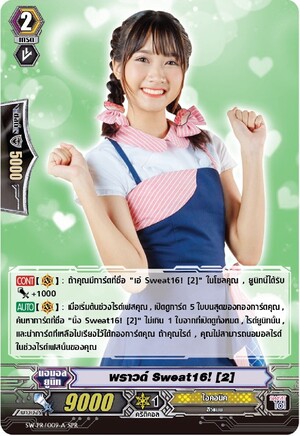 2
การ์ด
5000
CONT : ถ้าคุณมีการ์ดที่ชื่อ "เฮ้ Sweat16! [2]" ในโซลคุณ, ยูนิทนี้ได้รับ
+1000
AUTO : เมื่อเริ่มต้นช่วงไรด์เฟสคุณ, เปิดดูการ์ด 5 ใบบนสุดของกองการ์ดคุณ,
ค้นหาการ์ดที่ชื่อ "มิ้ง Sweat16! [2]" ไม่เกิน 1 ใบจากที่เปิดดูทั้งหมด, ไรด์ยูนิทนั้น,
และนำการ์ดที่เหลือไปเรียงไว้ใต้กองการ์ดคุณ ถ้าคุณไรด์, คุณไม่สามารถนอมอลไรด์
ในช่วงไรด์เฟสนั้นของคุณ
นอมอล
ยูนิท
พราวด์ Sweat16! [2]
9000
1
คริติคอล
ไอดอลค์
SW-PR/009-A SPR